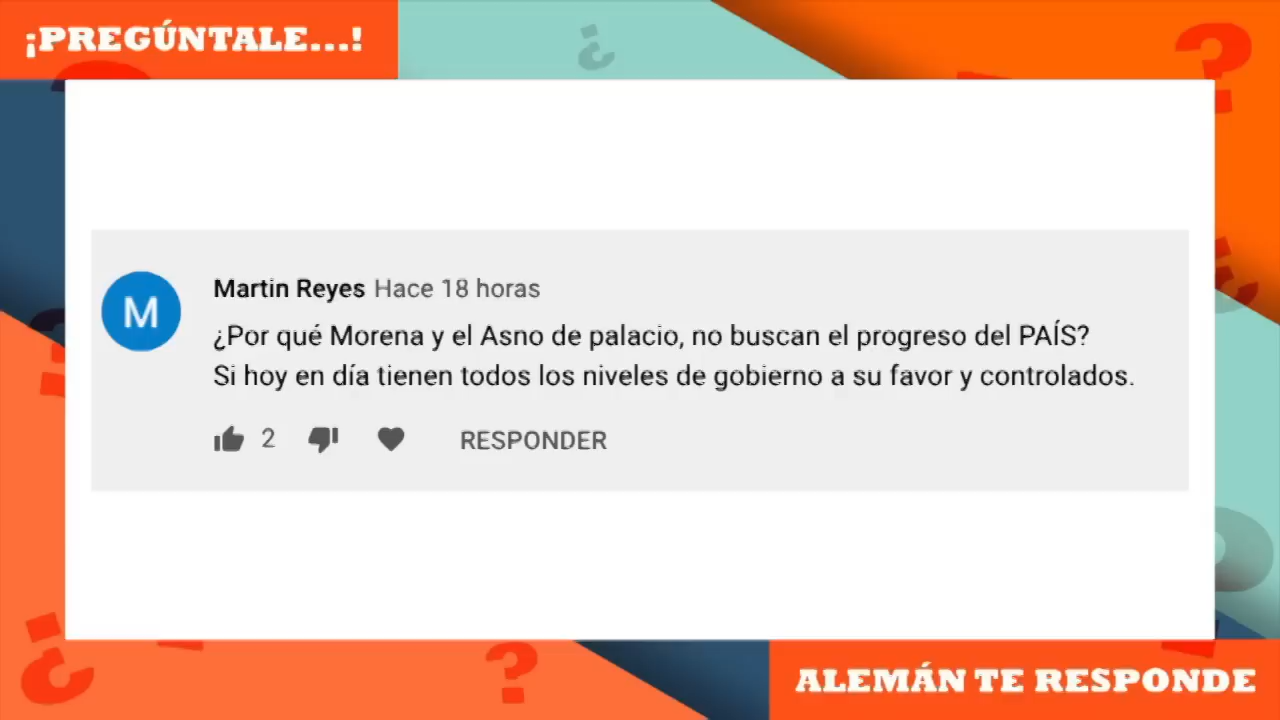 ¡PREGÚNTALE...!
M
Martin Reyes Hace 18 horas
¿Por qué Morena y el Asno de palacio, no buscan el progreso del PAÍS?
Si hoy en día tienen todos los niveles de gobierno a su favor y controlados.
2
RESPONDER
ALEMÁN TE RESPONDE